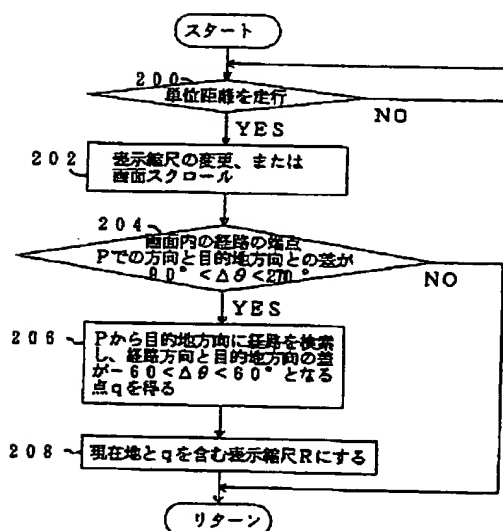 スタート
200
単位距離を走行
NO
YES
202
表示縮尺の変更、または
画面スクロール
204
画面内の経路の端点
Pでの方向と目的地方向との差が
90°<Δθ<270°
NO
YES
206
Pから目的地方向に経路を検索
し、経路方向と目的地方向の差
が-60<Δθ<60°となる
点qを得る
208
現在地とqを含む表示縮尺Rにする
リターン